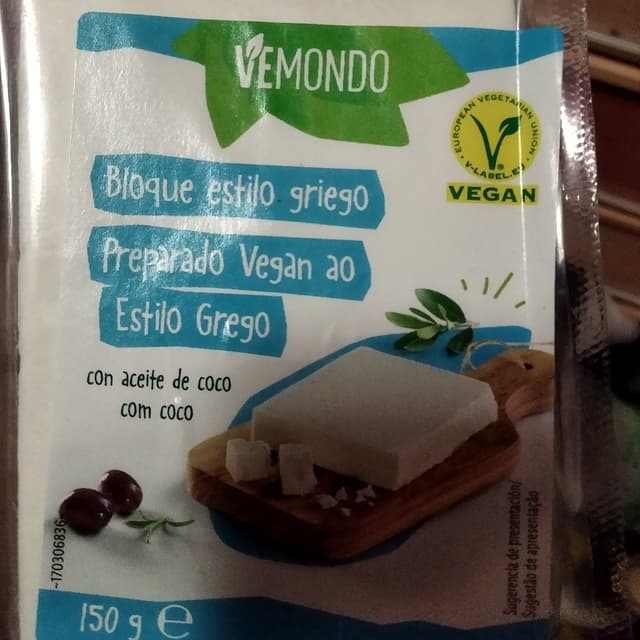 VEMONDO
EUROPEAN VEGETARIAN UNION
V-LABEL.EU
VEGAN
Bloque estilo griego
Preparado Vegan ao
Estilo Grego
con aceite de coco
com coco
-170306836
Sugerencia de presentación/
Sugestão de apresentação
150 g e